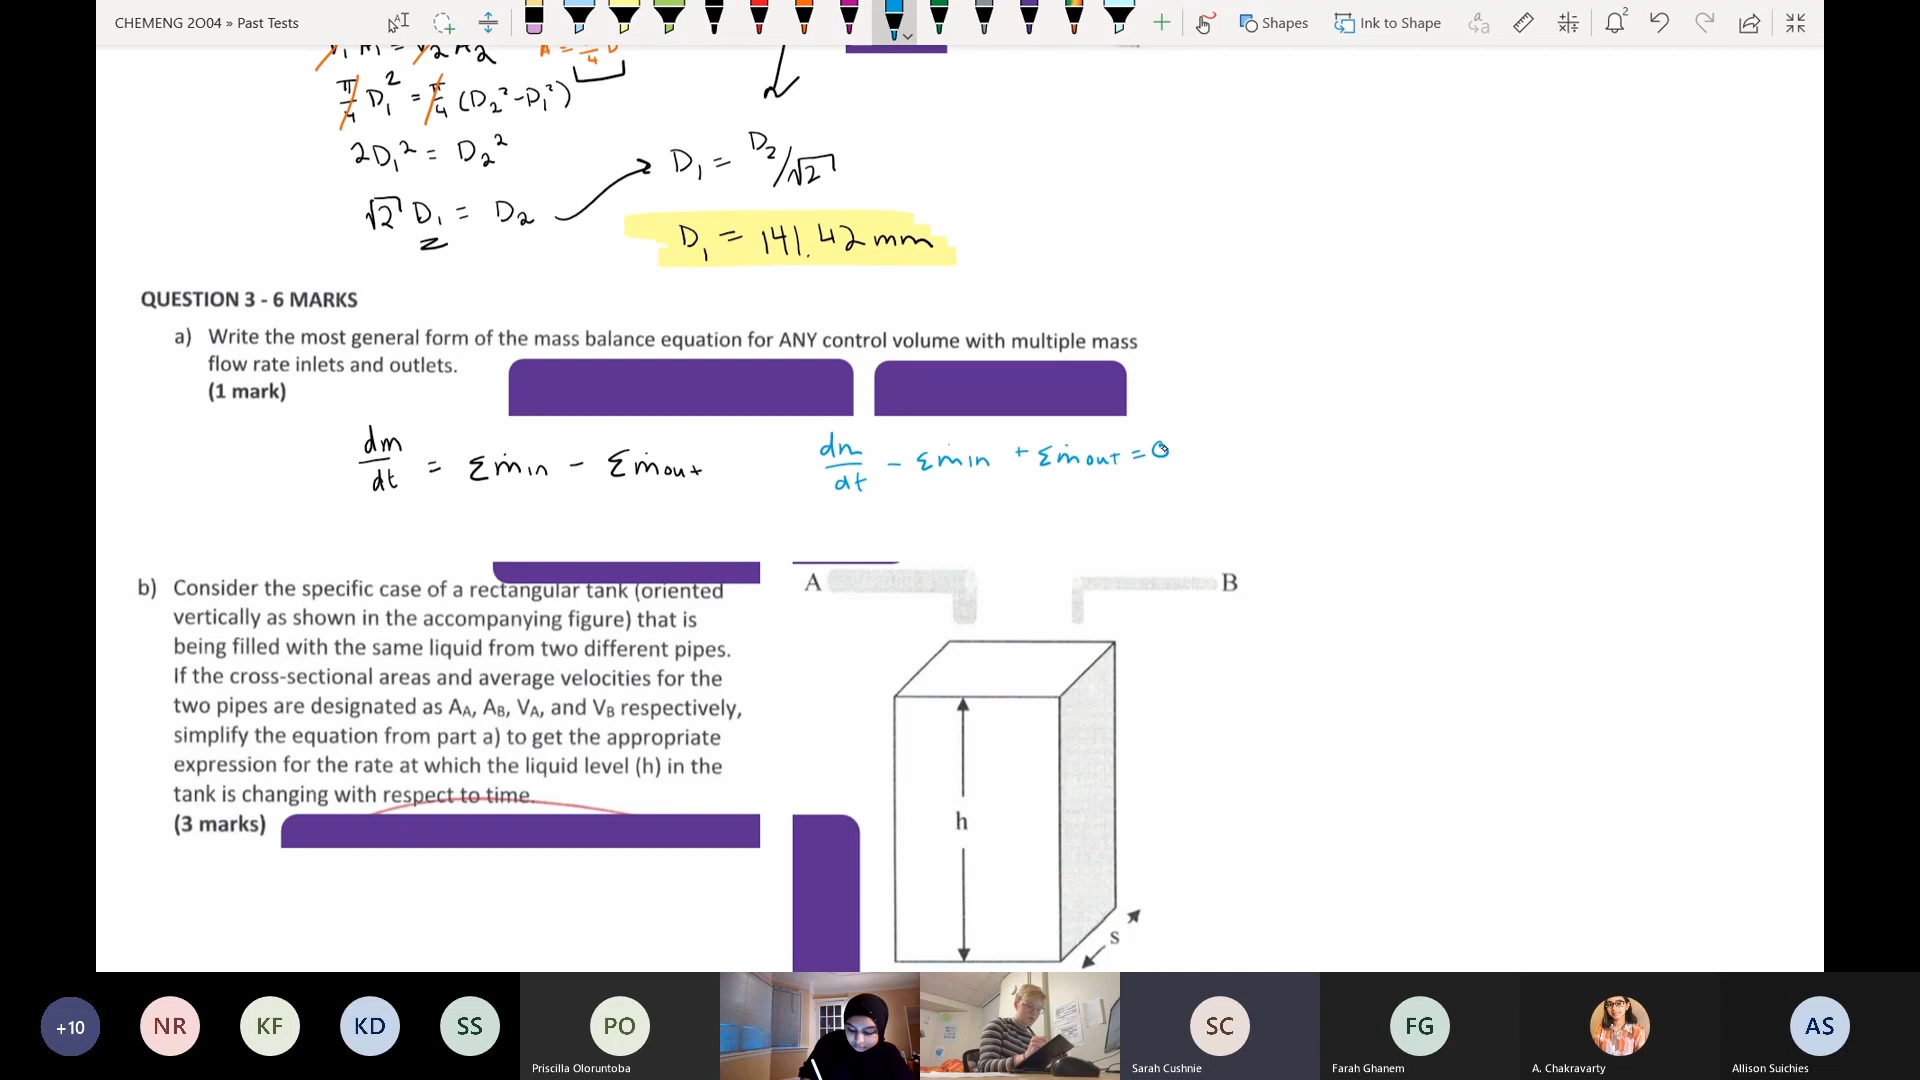 CHEMENG 2O04 » Past Tests
Shapes
Ink to Shape
2
A = π/4 D
π/4 D₁² = π/4 (D₂² - D₁²)
2D₁² = D₂²
√2 D₁ = D₂
D₁ = D₂/√2
D₁ = 141.42 mm
QUESTION 3 - 6 MARKS
a) Write the most general form of the mass balance equation for ANY control volume with multiple mass
flow rate inlets and outlets.
(1 mark)
dm/dt = Σṁin - Σṁout
dm/dt - Σṁin + Σṁout = 0
b) Consider the specific case of a rectangular tank (oriented
vertically as shown in the accompanying figure) that is
being filled with the same liquid from two different pipes.
If the cross-sectional areas and average velocities for the
two pipes are designated as AA, AB, VA, and VB respectively,
simplify the equation from part a) to get the appropriate
expression for the rate at which the liquid level (h) in the
tank is changing with respect to time.
(3 marks)
A
B
h
s
+10
NR
KF
KD
SS
PO
SC
FG
AS
Priscilla Oloruntoba
Sarah Cushnie
Farah Ghanem
A. Chakravarty
Allison Suichies